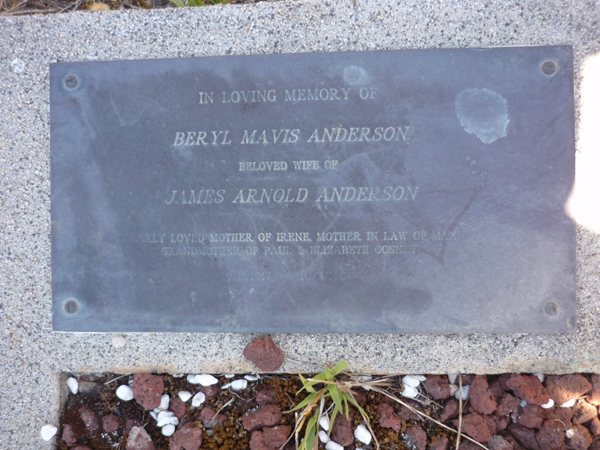 IN LOVING MEMORY OF
BERYL MAVIS ANDERSON
BELOVED WIFE OF
JAMES ARNOLD ANDERSON
LOVED MOTHER OF IRENE, MOTHER IN LAW OF
GRANDMOTHER OF PAUL & ELIZABETH